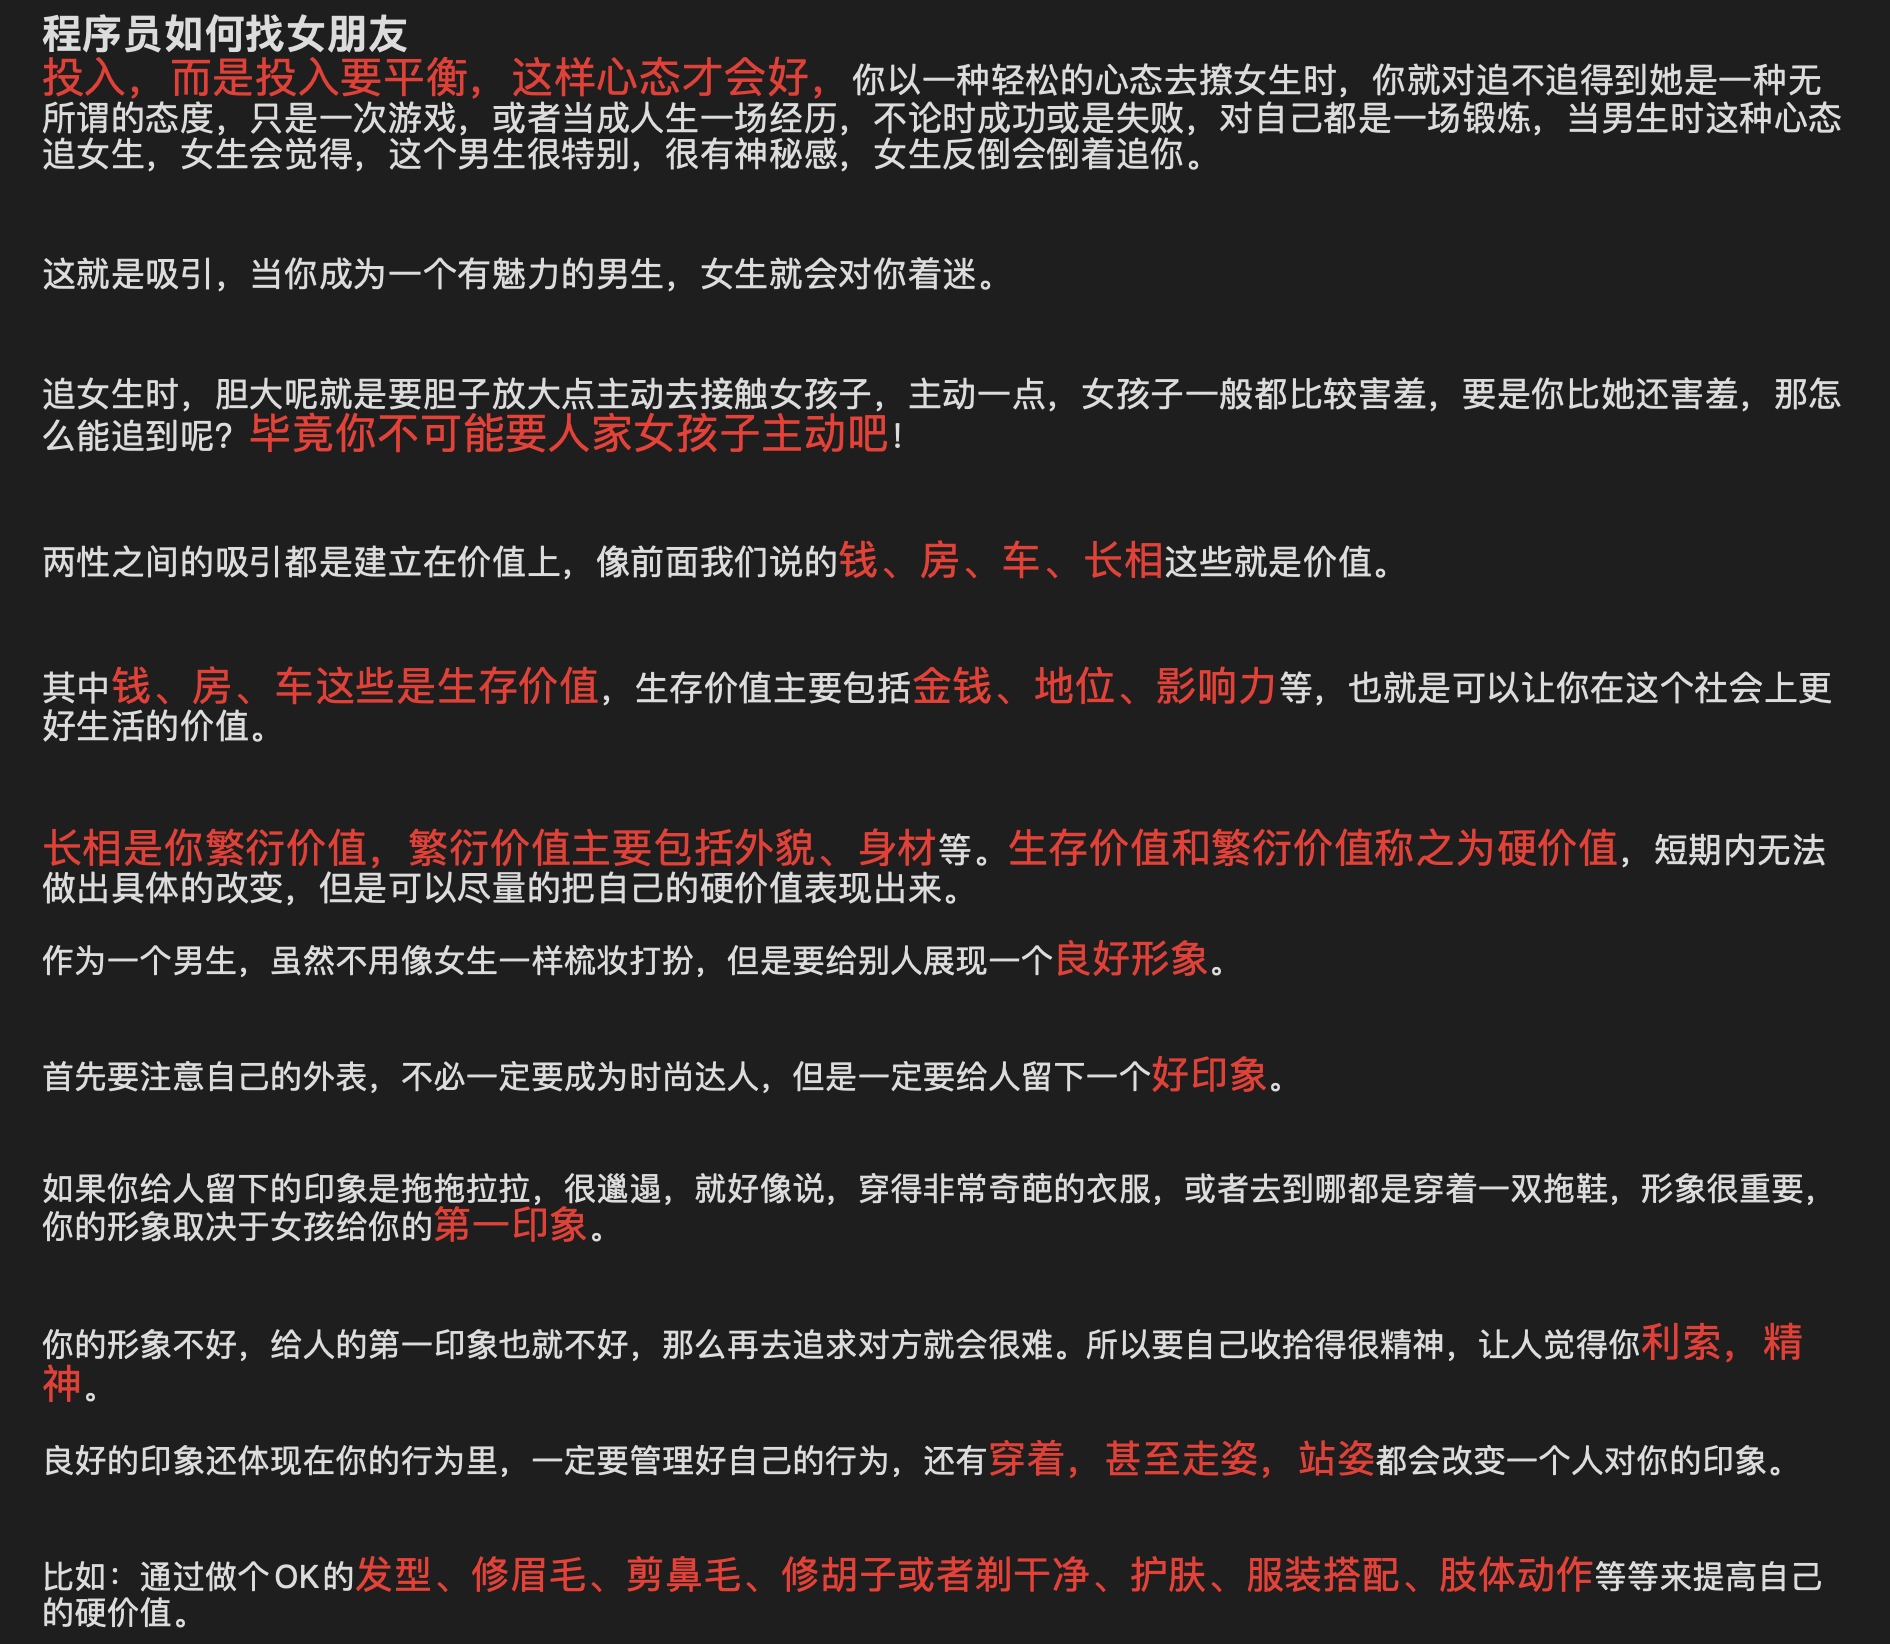 程序员如何找女朋友
投入，而是投入要平衡，这样心态才会好，你以一种轻松的心态去撩女生时，你就对追不追得到她是一种无
所谓的态度，只是一次游戏，或者当成人生一场经历，不论时成功或是失败，对自己都是一场锻炼，当男生时这种心态
追女生，女生会觉得，这个男生很特别，很有神秘感，女生反倒会倒着追你。
这就是吸引，当你成为一个有魅力的男生，女生就会对你着迷。
追女生时，胆大呢就是要胆子放大点主动去接触女孩子，主动一点，女孩子一般都比较害羞，要是你比她还害羞，那怎
么能追到呢？毕竟你不可能要人家女孩子主动吧！
两性之间的吸引都是建立在价值上，像前面我们说的钱、房、车、长相这些就是价值。
其中钱、房、车这些是生存价值，生存价值主要包括金钱、地位、影响力等，也就是可以让你在这个社会上更
好生活的价值。
长相是你繁衍价值，繁衍价值主要包括外貌、身材等。生存价值和繁衍价值称之为硬价值，短期内无法
做出具体的改变，但是可以尽量的把自己的硬价值表现出来。
作为一个男生，虽然不用像女生一样梳妆打扮，但是要给别人展现一个良好形象。
首先要注意自己的外表，不必一定要成为时尚达人，但是一定要给人留下一个好印象。
如果你给人留下的印象是拖拖拉拉，很邋遢，就好像说，穿得非常奇葩的衣服，或者去到哪都是穿着一双拖鞋，形象很重要，
你的形象取决于女孩给你的第一印象。
你的形象不好，给人的第一印象也就不好，那么再去追求对方就会很难。所以要自己收拾得很精神，让人觉得你利索，精
神。
良好的印象还体现在你的行为里，一定要管理好自己的行为，还有穿着，甚至走姿，站姿都会改变一个人对你的印象。
比如：通过做个OK的发型、修眉毛、剪鼻毛、修胡子或者剃干净、护肤、服装搭配、肢体动作等等来提高自己
的硬价值。